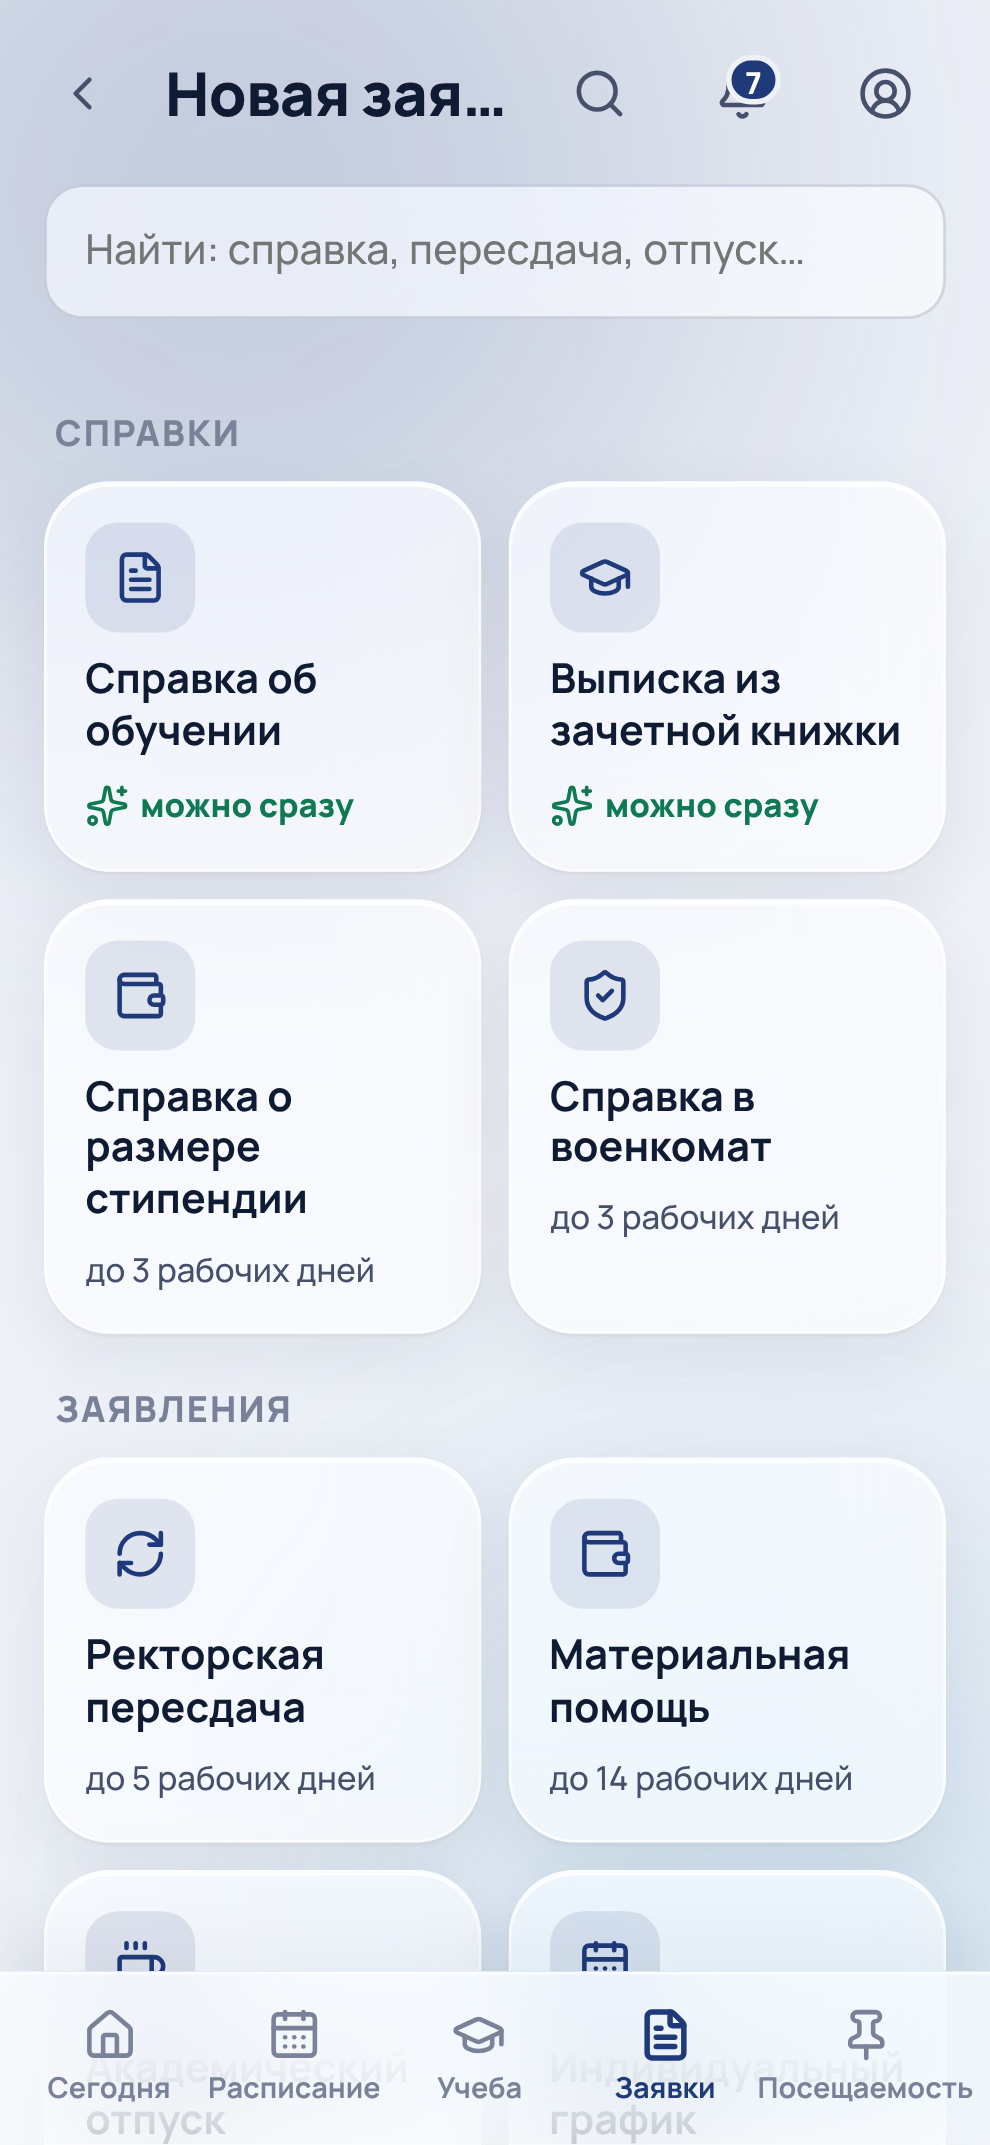 Новая зая...
7
Найти: справка, пересдача, отпуск...
СПРАВКИ
Справка об
обучении
можно сразу
Выписка из
зачетной книжки
можно сразу
Справка о
размере
стипендии
до 3 рабочих дней
Справка в
военкомат
до 3 рабочих дней
ЗАЯВЛЕНИЯ
Ректорская
пересдача
до 5 рабочих дней
Материальная
помощь
до 14 рабочих дней
Академический
отпуск
Индивидуальный
график
Сегодня
Расписание
Учеба
Заявки
Посещаемость